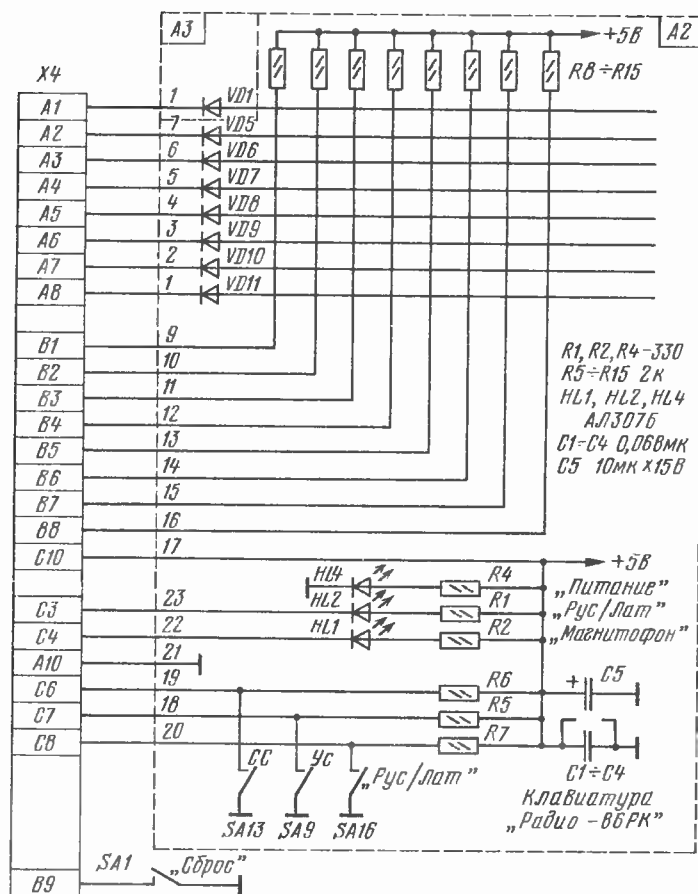 А3
+5В
А2
X4
R8÷R15
A1 1 VD1
A2 7 VD5
A3 6 VD6
A4 5 VD7
A5 4 VD8
A6 3 VD9
A7 2 VD10
A8 1 VD11
B1 9
B2 10
B3 11
B4 12
B5 13
B6 14
B7 15
B8 16
C10 17
R1, R2, R4-330
R5÷R15 2к
HL1, HL2, HL4
АЛ307Б
C1÷C4 0,068мк
C5 10мк х15В
+5В
HL4 R4 „Питание"
C3 23 HL2 R1 „Рус/Лат"
C4 22 HL1 R2 „Магнитофон"
A10 21
C6 19 R6 + C5
C7 18 R5
C8 20 R7
СС УС „Рус/Лат" C1÷C4
SA13 SA9 SA16
Клавиатура
„Радио-86РК"
SA1 „Сброс"
B9